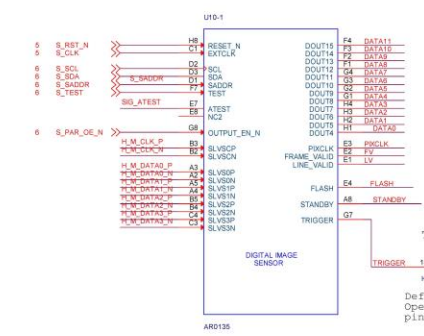 U10-1
5 S_RST_N H8 RESET_N
5 EXTCLK C1 EXTCLK
6 S_SCL D2 SCL
6 S_SDA D3 SDA
6 S_SADDR S_SADDR D1 SADDR
6 S_TEST F7 TEST
SIG_ATEST E7 ATEST
E8 NC2
6 S_PAR_OE_N G8 OUTPUT_EN_N
H_M_CLK_P B3 SLVSCP
H_M_CLK_N B2 SLVSCN
H_M_DATA0_P A3 SLVS0P
H_M_DATA0_N A2 SLVS0N
H_M_DATA1_P A5 SLVS1P
H_M_DATA1_N A4 SLVS1N
H_M_DATA2_P B5 SLVS2P
H_M_DATA2_N B4 SLVS2N
H_M_DATA3_P C4 SLVS3P
H_M_DATA3_N C3 SLVS3N
DOUT15 F4 DATA11
DOUT14 F3 DATA10
DOUT13 F2 DATA9
DOUT12 F1 DATA8
DOUT11 G4 DATA7
DOUT10 G3 DATA6
DOUT9 G2 DATA5
DOUT8 G1 DATA4
DOUT7 H4 DATA3
DOUT6 H3 DATA2
DOUT5 H2 DATA1
DOUT4 H1 DATA0
PIXCLK E3 PIXCLK
FRAME_VALID E2 FV
LINE_VALID E1 LV
FLASH E4 FLASH
STANDBY A8 STANDBY
TRIGGER G7
TRIGGER 1
DIGITAL IMAGE
SENSOR
Def
Ope
pin
AR0135